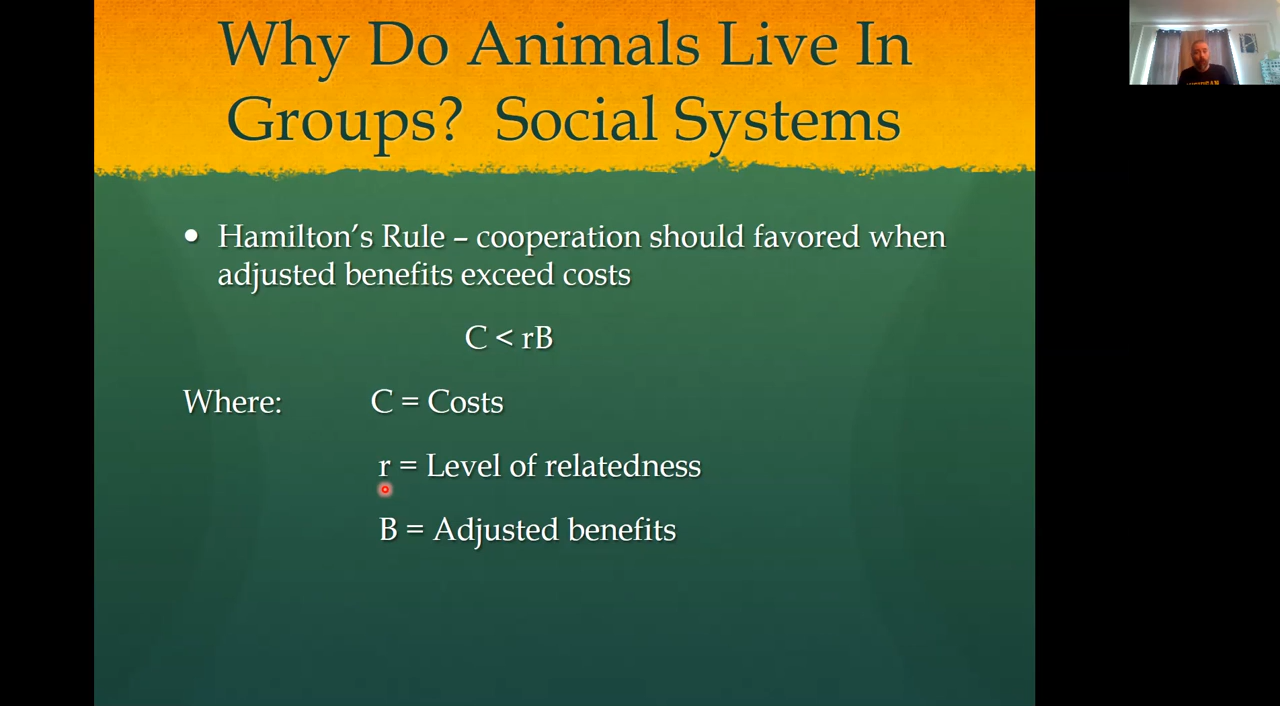 Why Do Animals Live In
Groups? Social Systems
• Hamilton’s Rule – cooperation should favored when
adjusted benefits exceed costs
C < rB
Where: C = Costs
r = Level of relatedness
B = Adjusted benefits